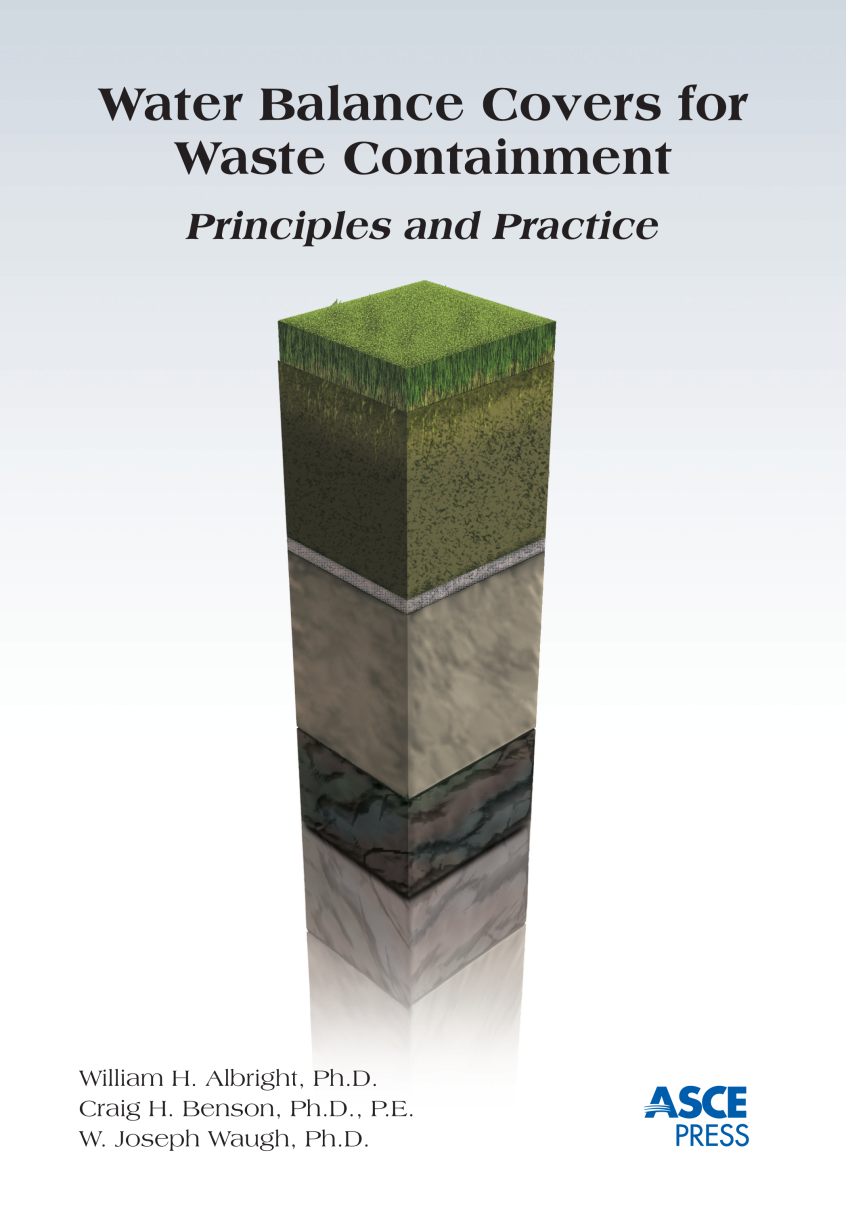 Water Balance Covers for
Waste Containment
Principles and Practice
William H. Albright, Ph.D.
Craig H. Benson, Ph.D., P.E.
W. Joseph Waugh, Ph.D.
ASCE
PRESS